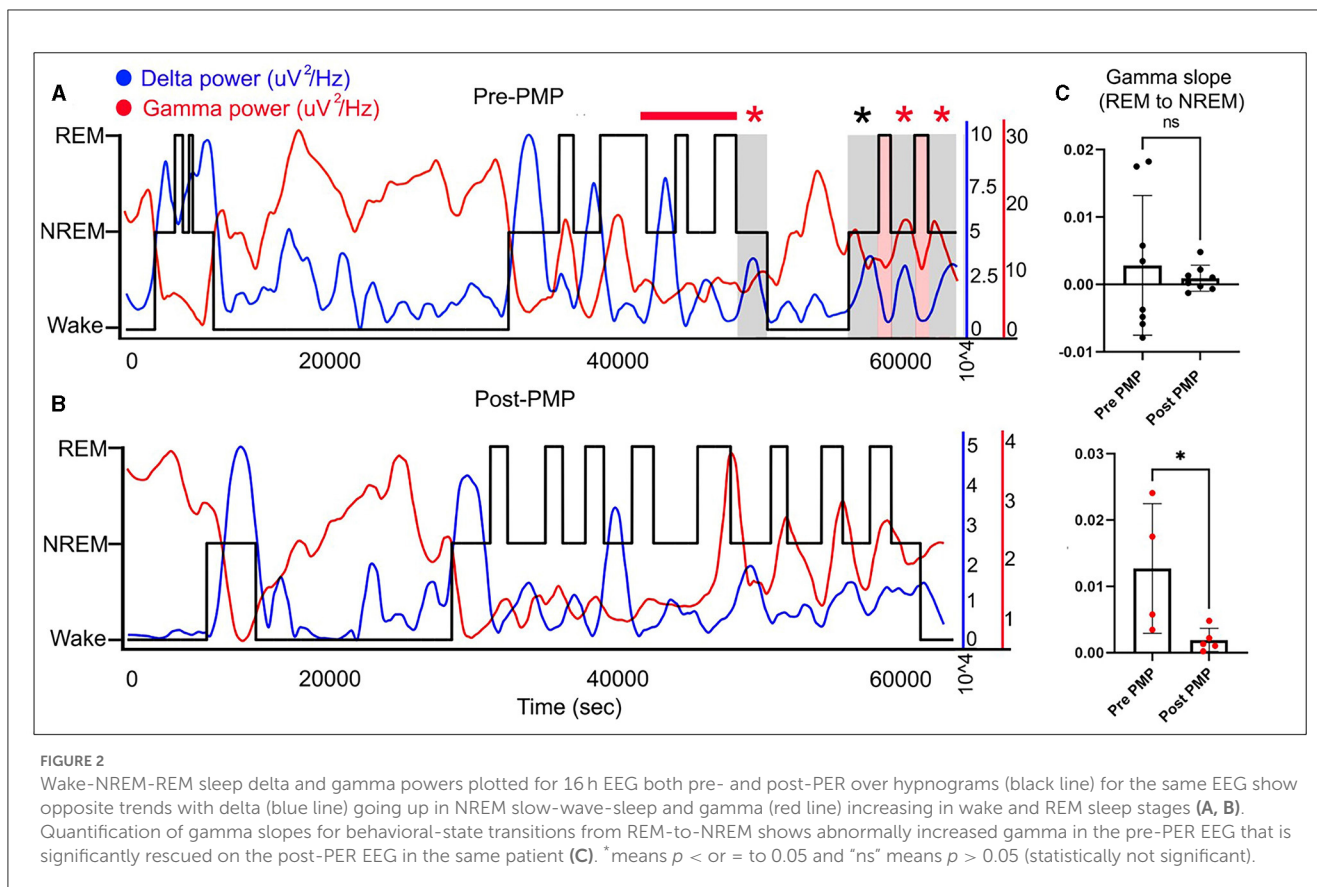 A
Delta power (uV²/Hz)
Gamma power (uV²/Hz)
Pre-PMP
* * * *
REM
NREM
Wake
0 20000 40000 60000
10 7.5 5 2.5 0
30 20 10 0
10^4
B
Post-PMP
REM
NREM
Wake
0 20000 40000 60000
Time (sec)
5 4 3 2 1 0
4 3 2 1
10^4
C
Gamma slope
(REM to NREM)
ns
0.02
0.01
0.00
-0.01
Pre PMP Post PMP
*
0.03
0.02
0.01
0.00
Pre PMP Post PMP
FIGURE 2
Wake-NREM-REM sleep delta and gamma powers plotted for 16 h EEG both pre- and post-PER over hypnograms (black line) for the same EEG show
opposite trends with delta (blue line) going up in NREM slow-wave-sleep and gamma (red line) increasing in wake and REM sleep stages (A, B).
Quantification of gamma slopes for behavioral-state transitions from REM-to-NREM shows abnormally increased gamma in the pre-PER EEG that is
significantly rescued on the post-PER EEG in the same patient (C). *means p < or = to 0.05 and “ns” means p > 0.05 (statistically not significant).